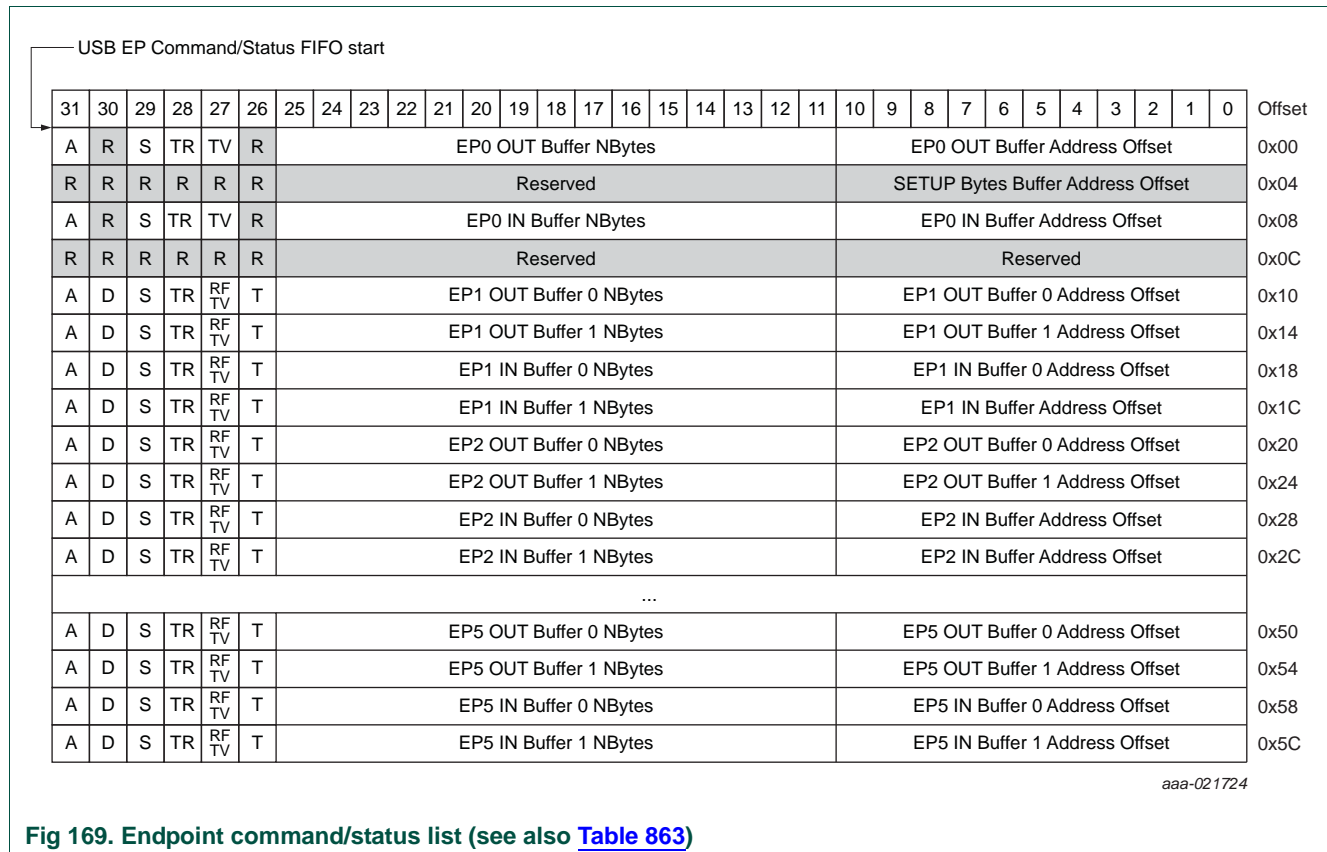 USB EP Command/Status FIFO start
31 30 29 28 27 26 25 24 23 22 21 20 19 18 17 16 15 14 13 12 11 10 9 8 7 6 5 4 3 2 1 0 Offset
A R S TR TV R EP0 OUT Buffer NBytes EP0 OUT Buffer Address Offset 0x00
R R R R R R Reserved SETUP Bytes Buffer Address Offset 0x04
A R S TR TV R EP0 IN Buffer NBytes EP0 IN Buffer Address Offset 0x08
R R R R R R Reserved Reserved 0x0C
A D S TR RF TV T EP1 OUT Buffer 0 NBytes EP1 OUT Buffer 0 Address Offset 0x10
A D S TR RF TV T EP1 OUT Buffer 1 NBytes EP1 OUT Buffer 1 Address Offset 0x14
A D S TR RF TV T EP1 IN Buffer 0 NBytes EP1 IN Buffer 0 Address Offset 0x18
A D S TR RF TV T EP1 IN Buffer 1 NBytes EP1 IN Buffer Address Offset 0x1C
A D S TR RF TV T EP2 OUT Buffer 0 NBytes EP2 OUT Buffer 0 Address Offset 0x20
A D S TR RF TV T EP2 OUT Buffer 1 NBytes EP2 OUT Buffer 1 Address Offset 0x24
A D S TR RF TV T EP2 IN Buffer 0 NBytes EP2 IN Buffer Address Offset 0x28
A D S TR RF TV T EP2 IN Buffer 1 NBytes EP2 IN Buffer Address Offset 0x2C
...
A D S TR RF TV T EP5 OUT Buffer 0 NBytes EP5 OUT Buffer 0 Address Offset 0x50
A D S TR RF TV T EP5 OUT Buffer 1 NBytes EP5 OUT Buffer 1 Address Offset 0x54
A D S TR RF TV T EP5 IN Buffer 0 NBytes EP5 IN Buffer 0 Address Offset 0x58
A D S TR RF TV T EP5 IN Buffer 1 NBytes EP5 IN Buffer 1 Address Offset 0x5C
aaa-021724
Fig 169. Endpoint command/status list (see also Table 863)